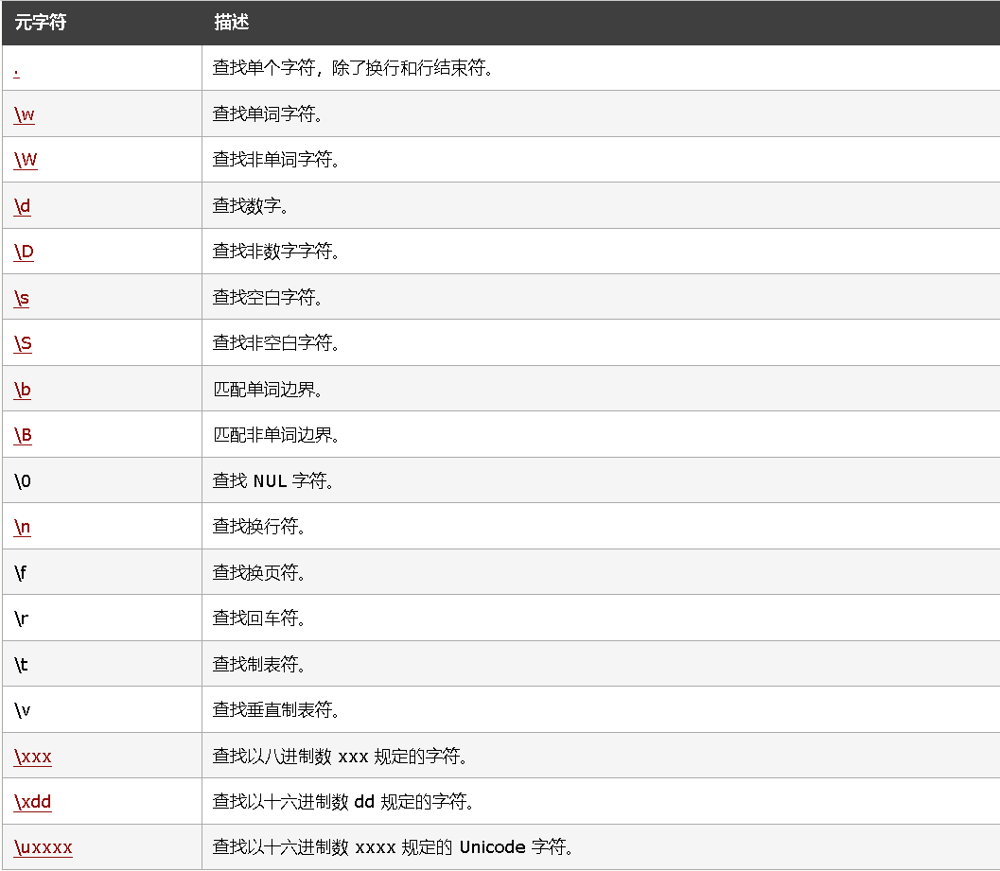 元字符 描述
. 查找单个字符，除了换行和行结束符。
\w 查找单词字符。
\W 查找非单词字符。
\d 查找数字。
\D 查找非数字字符。
\s 查找空白字符。
\S 查找非空白字符。
\b 匹配单词边界。
\B 匹配非单词边界。
\0 查找 NUL 字符。
\n 查找换行符。
\f 查找换页符。
\r 查找回车符。
\t 查找制表符。
\v 查找垂直制表符。
\xxx 查找以八进制数 xxx 规定的字符。
\xdd 查找以十六进制数 dd 规定的字符。
\uxxxx 查找以十六进制数 xxxx 规定的 Unicode 字符。